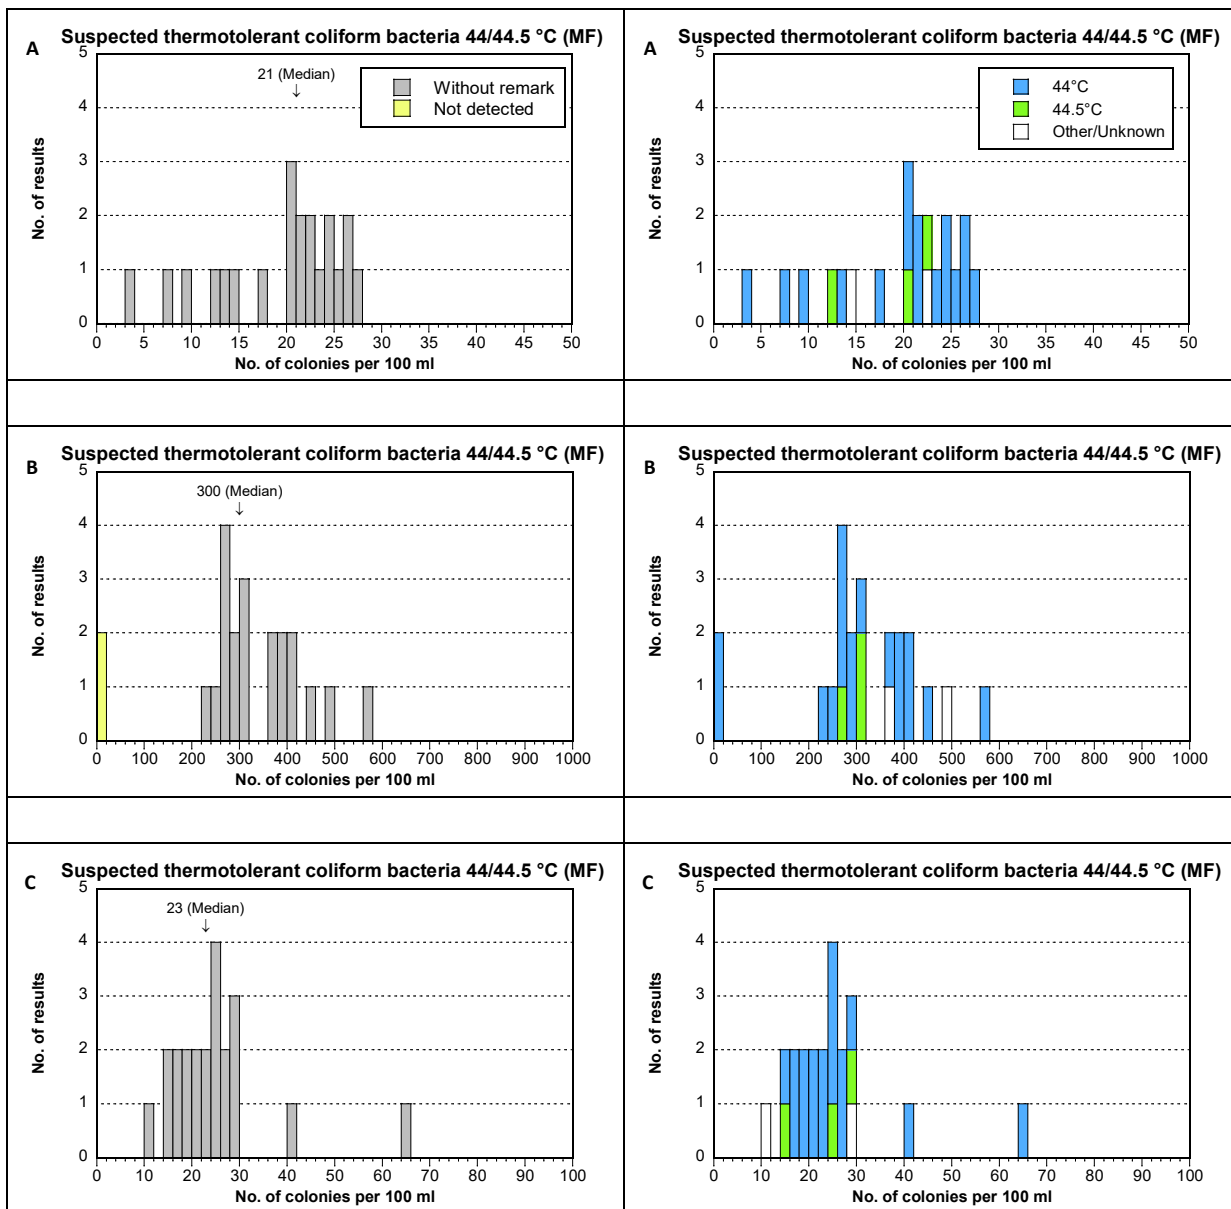 A
Suspected thermotolerant coliform bacteria 44/44.5 °C (MF)
21 (Median)
↓
Without remark
Not detected
No. of results
5
4
3
2
1
0
0 5 10 15 20 25 30 35 40 45 50
No. of colonies per 100 ml
A
Suspected thermotolerant coliform bacteria 44/44.5 °C (MF)
44°C
44.5°C
Other/Unknown
No. of results
5
4
3
2
1
0
0 5 10 15 20 25 30 35 40 45 50
No. of colonies per 100 ml
B
Suspected thermotolerant coliform bacteria 44/44.5 °C (MF)
300 (Median)
↓
No. of results
5
4
3
2
1
0
0 100 200 300 400 500 600 700 800 900 1000
No. of colonies per 100 ml
B
Suspected thermotolerant coliform bacteria 44/44.5 °C (MF)
No. of results
5
4
3
2
1
0
0 100 200 300 400 500 600 700 800 900 1000
No. of colonies per 100 ml
C
Suspected thermotolerant coliform bacteria 44/44.5 °C (MF)
23 (Median)
↓
No. of results
5
4
3
2
1
0
0 10 20 30 40 50 60 70 80 90 100
No. of colonies per 100 ml
C
Suspected thermotolerant coliform bacteria 44/44.5 °C (MF)
No. of results
5
4
3
2
1
0
0 10 20 30 40 50 60 70 80 90 100
No. of colonies per 100 ml